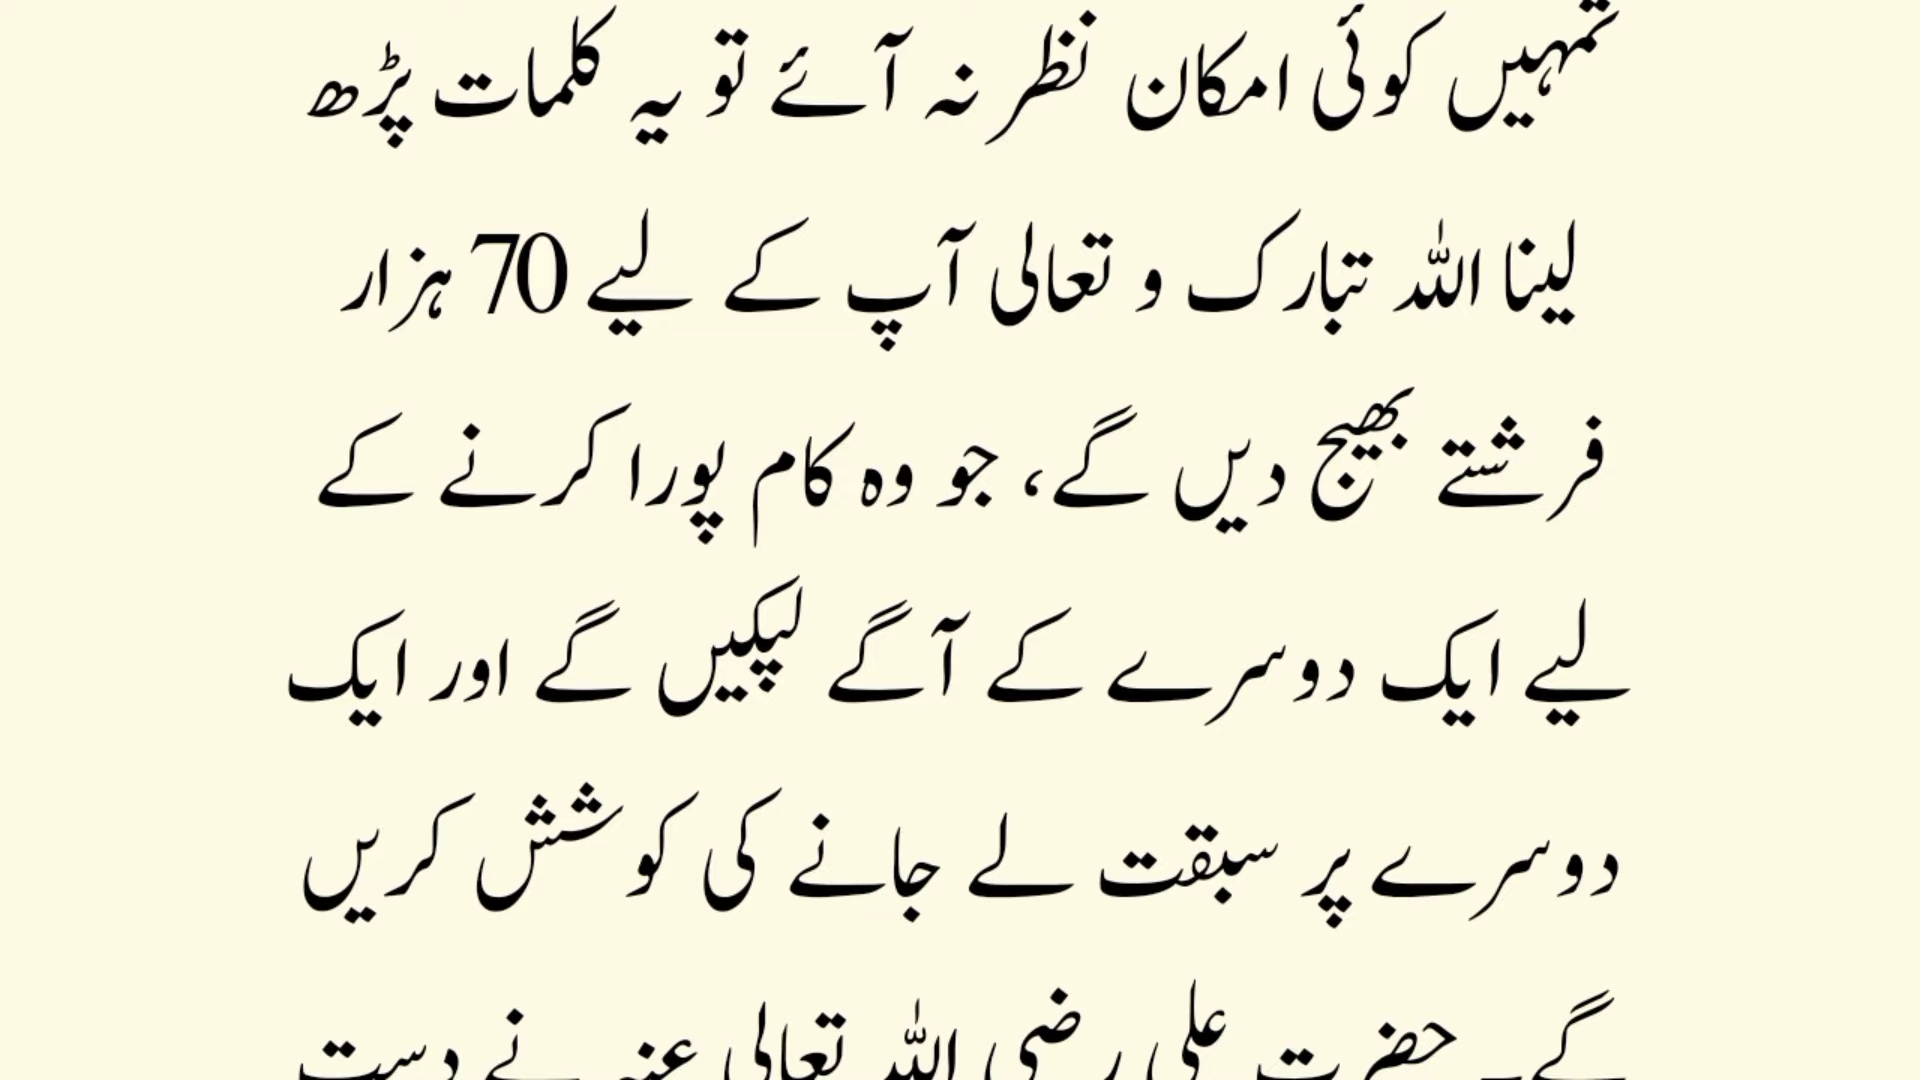 تمہیں کوئی امکان نظر نہ آئے تو یہ کلمات پڑھ
لینا اللہ تبارک و تعالی آپ کے لیے 70 ہزار
فرشتے بھیج دیں گے، جو وہ کام پورا کرنے کے
لیے ایک دوسرے کے آگے لپکیں گے اور ایک
دوسرے پر سبقت لے جانے کی کوشش کریں
گے۔ حضرت علی رضی اللہ تعالی عنہ نے دست